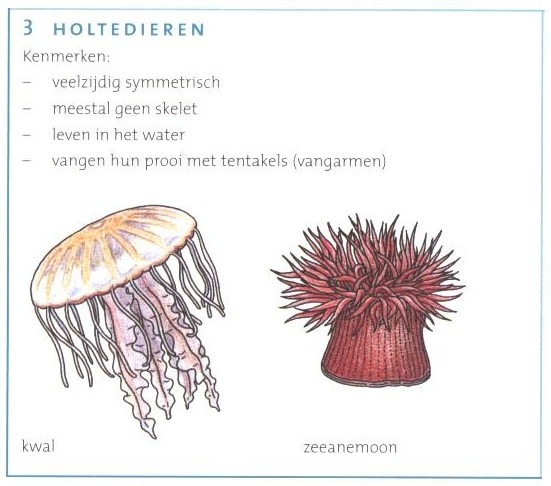 3 HOLTEDIEREN
Kenmerken:
– veelzijdig symmetrisch
– meestal geen skelet
– leven in het water
– vangen hun prooi met tentakels (vangarmen)
kwal
zeeanemoon